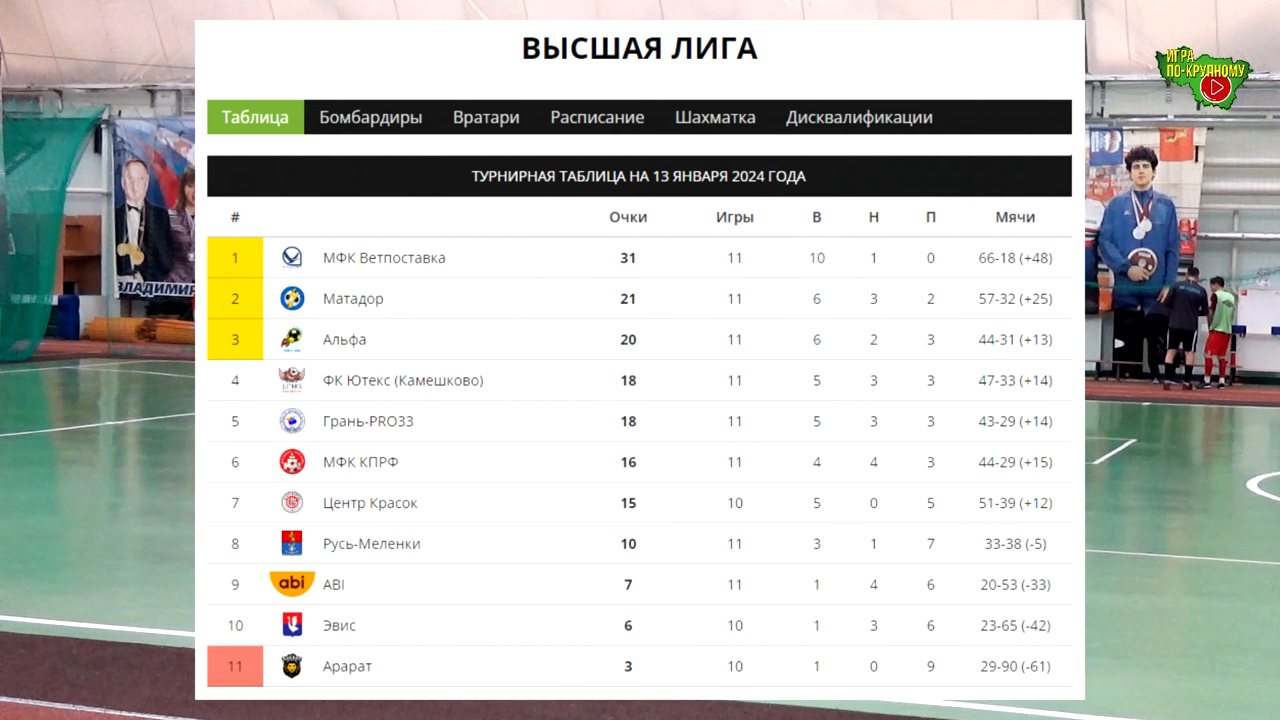 ВЫСШАЯ ЛИГА
ИГРА
ПО-КРУПНОМУ
Таблица Бомбардиры Вратари Расписание Шахматка Дисквалификации
ТУРНИРНАЯ ТАБЛИЦА НА 13 ЯНВАРЯ 2024 ГОДА
# Очки Игры В Н П Мячи
1 МФК Ветпоставка 31 11 10 1 0 66-18 (+48)
2 Матадор 21 11 6 3 2 57-32 (+25)
3 Альфа 20 11 6 2 3 44-31 (+13)
4 ФК Ютекс (Камешково) 18 11 5 3 3 47-33 (+14)
5 Грань-PRO33 18 11 5 3 3 43-29 (+14)
6 МФК КПРФ 16 11 4 4 3 44-29 (+15)
7 Центр Красок 15 10 5 0 5 51-39 (+12)
8 Русь-Меленки 10 11 3 1 7 33-38 (-5)
9 abi ABI 7 11 1 4 6 20-53 (-33)
10 Эвис 6 10 1 3 6 23-65 (-42)
11 Арарат 3 10 1 0 9 29-90 (-61)
ВЛАДИМИР